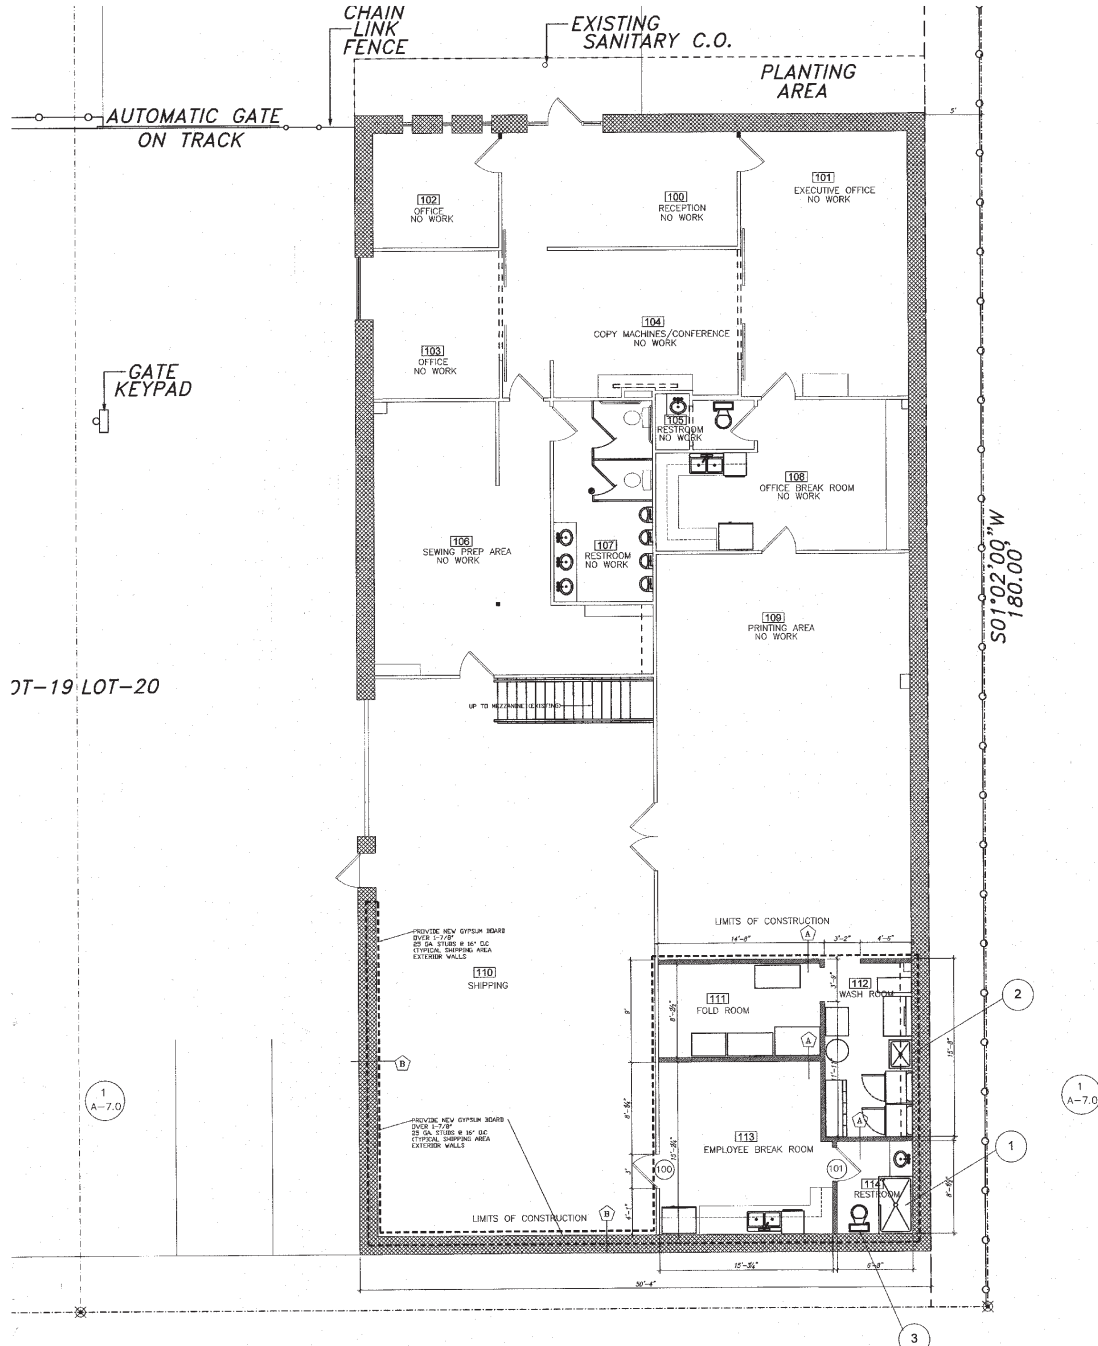 CHAIN
LINK
FENCE
EXISTING
SANITARY C.O.
PLANTING
AREA
AUTOMATIC GATE
ON TRACK
5'
102
OFFICE
NO WORK
100
RECEPTION
NO WORK
101
EXECUTIVE OFFICE
NO WORK
104
COPY MACHINES/CONFERENCE
NO WORK
103
OFFICE
NO WORK
GATE
KEYPAD
105
RESTROOM
NO WORK
108
OFFICE BREAK ROOM
NO WORK
106
SEWING PREP AREA
NO WORK
107
RESTROOM
NO WORK
S01°02'00"W
180.00'
109
PRINTING AREA
NO WORK
OT-19 LOT-20
UP TO MEZZANINE (EXISTING)
LIMITS OF CONSTRUCTION
14'-6"
A
3'-2"
4'-5"
PROVIDE NEW GYPSUM BOARD
OVER 1-7/8"
25 GA. STUDS @ 16" O.C
(TYPICAL SHIPPING AREA
EXTERIOR WALLS
110
SHIPPING
111
FOLD ROOM
112
WASH ROOM
2
9'
15'-8"
A
B
1
A-7.0
1
A-7.0
PROVIDE NEW GYPSUM BOARD
OVER 1-7/8"
25 GA. STUDS @ 16" O.C
(TYPICAL SHIPPING AREA
EXTERIOR WALLS
A
113
EMPLOYEE BREAK ROOM
1
100
101
3'
114
RESTROOM
4'-1"
LIMITS OF CONSTRUCTION
B
6'-8"
50'-4"
3